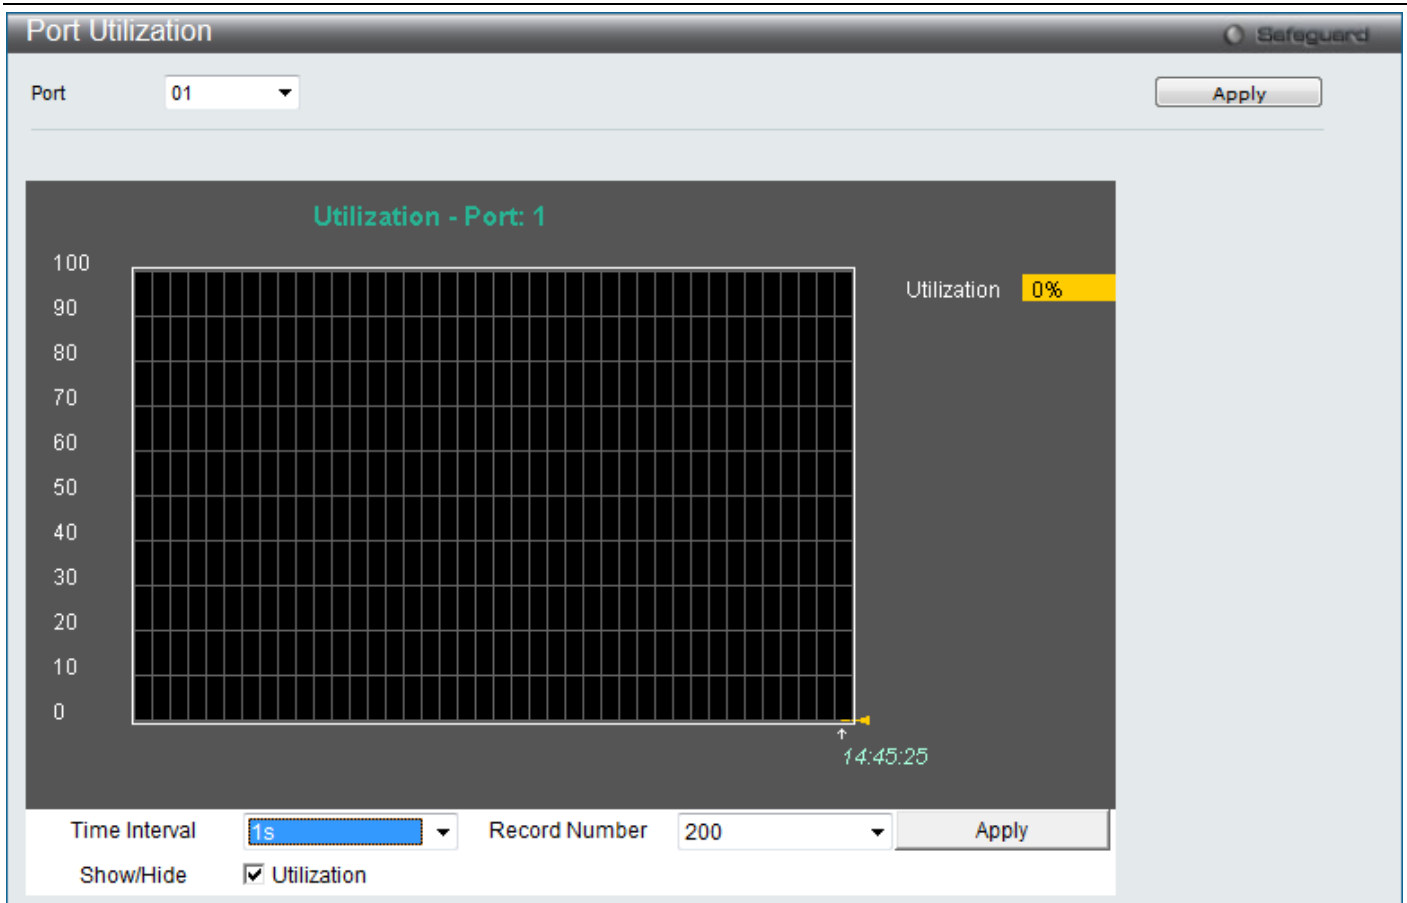 Port Utilization Safeguard
Port 01 Apply
Utilization - Port: 1
100
Utilization 0%
90
80
70
60
50
40
30
20
10
0
14:45:25
Time Interval 1s Record Number 200 Apply
Show/Hide Utilization